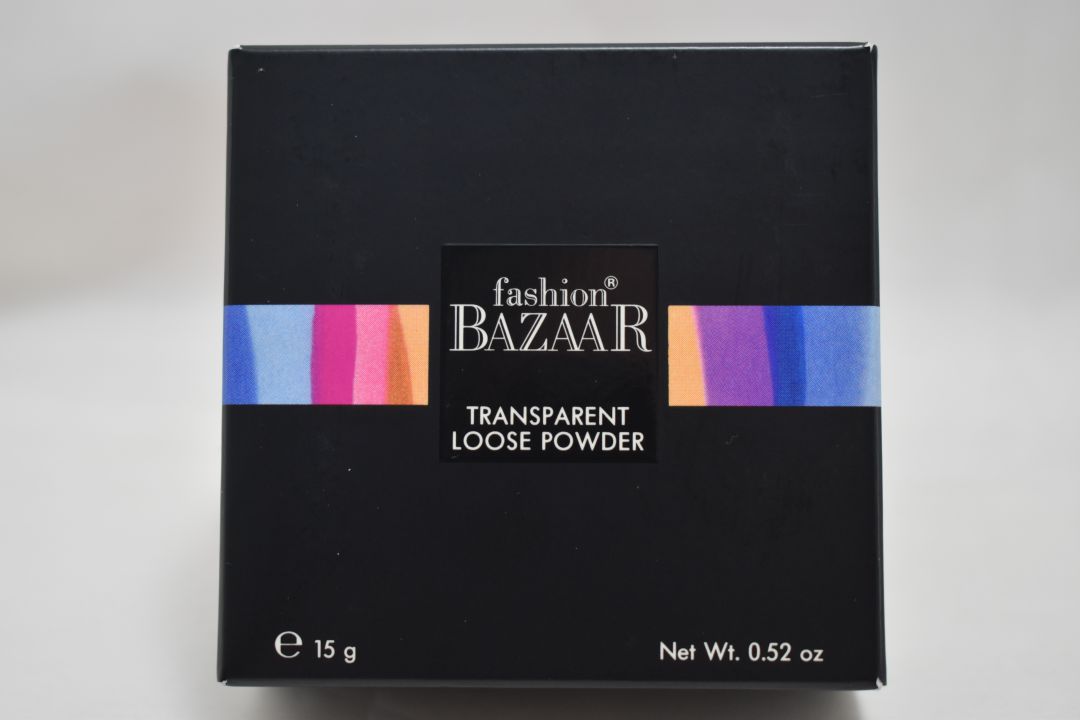 fashion®
BAZAAR
TRANSPARENT
LOOSE POWDER
℮ 15 g
Net Wt. 0.52 oz